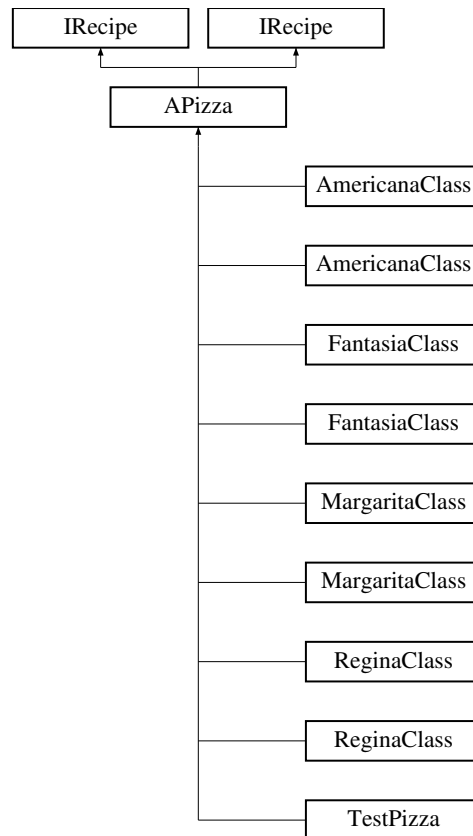 IRecipe
IRecipe
APizza
AmericanaClass
AmericanaClass
FantasiaClass
FantasiaClass
MargaritaClass
MargaritaClass
ReginaClass
ReginaClass
TestPizza